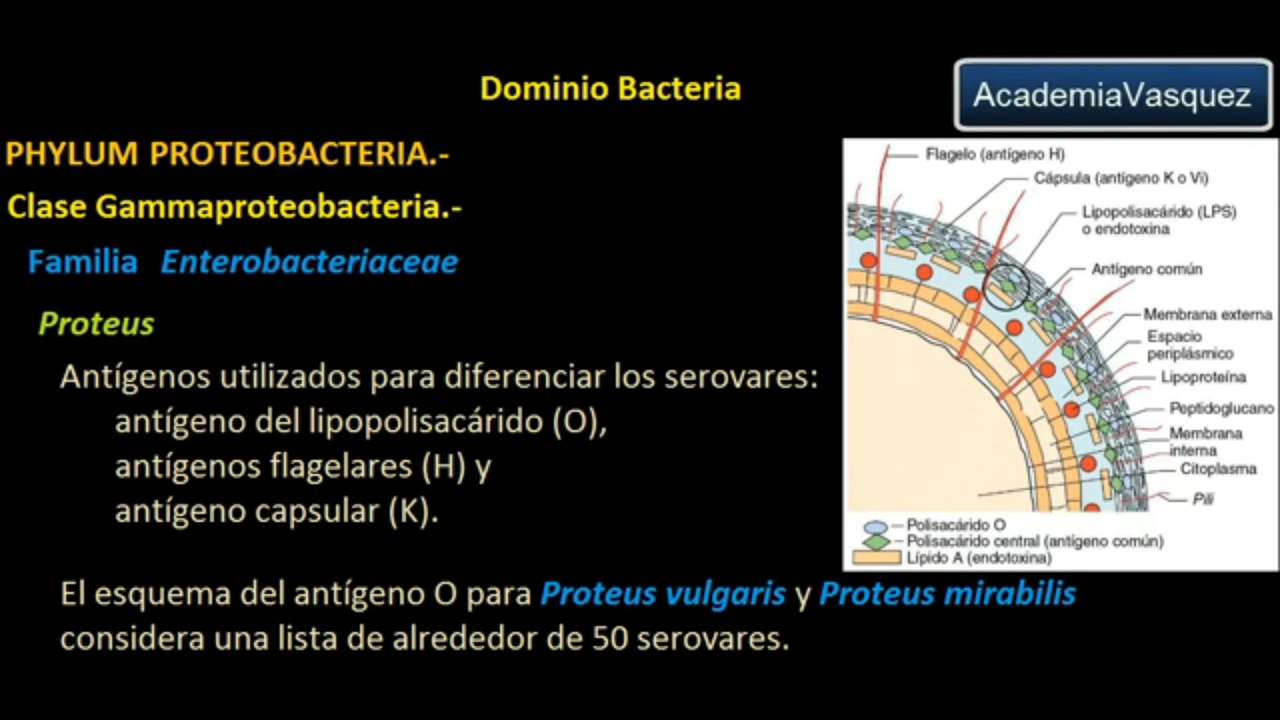 Dominio Bacteria
AcademiaVasquez
PHYLUM PROTEOBACTERIA.-
Clase Gammaproteobacteria.-
Familia Enterobacteriaceae
Proteus
Antígenos utilizados para diferenciar los serovares:
antígeno del lipopolisacárido (O),
antígenos flagelares (H) y
antígeno capsular (K).
El esquema del antígeno O para Proteus vulgaris y Proteus mirabilis
considera una lista de alrededor de 50 serovares.
Flagelo (antígeno H)
Cápsula (antígeno K o Vi)
Lipopolisacárido (LPS)
o endotoxina
Antígeno común
Membrana externa
Espacio
periplásmico
Lipoproteína
Peptidoglucano
Membrana
interna
Citoplasma
Pili
Polisacárido O
Polisacárido central (antígeno común)
Lípido A (endotoxina)